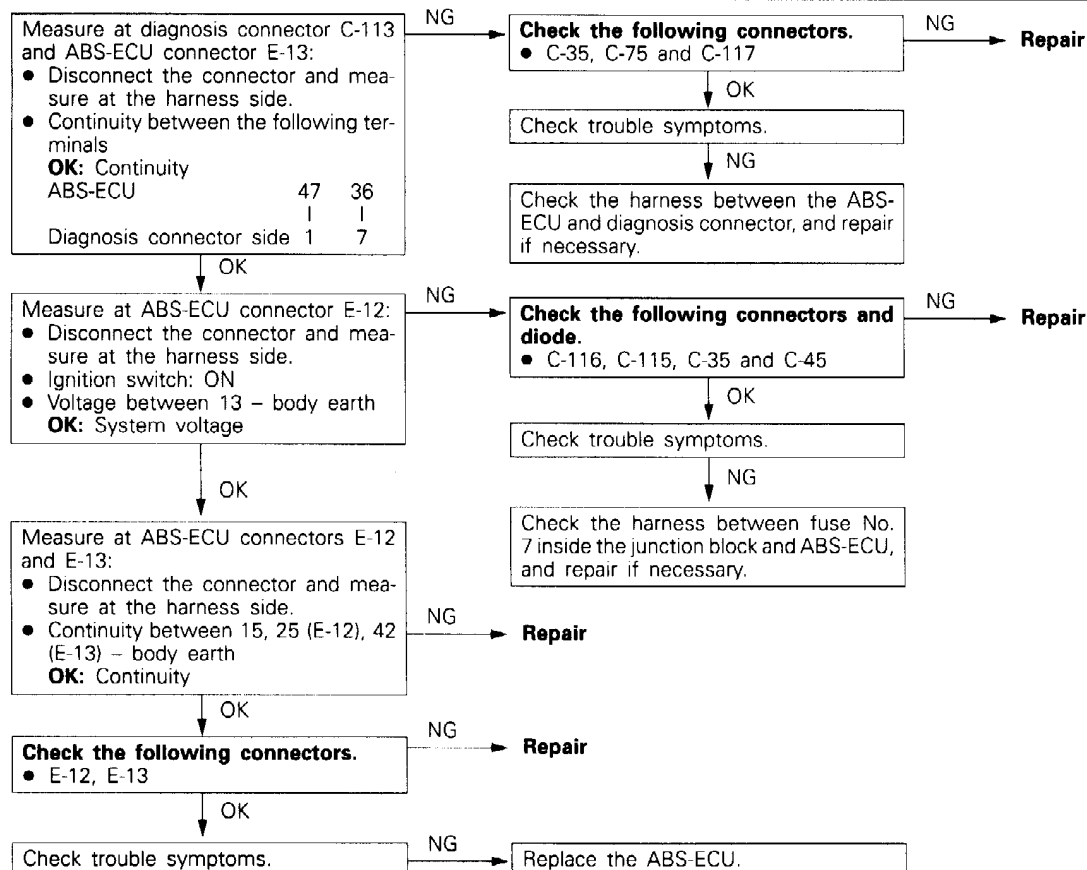 Measure at diagnosis connector C-113
and ABS-ECU connector E-13:
● Disconnect the connector and mea-
sure at the harness side.
● Continuity between the following ter-
minals
OK: Continuity
ABS-ECU 47 36
| |
Diagnosis connector side 1 7
NG
Check the following connectors.
● C-35, C-75 and C-117
NG
Repair
OK
Check trouble symptoms.
NG
Check the harness between the ABS-
ECU and diagnosis connector, and repair
if necessary.
OK
Measure at ABS-ECU connector E-12:
● Disconnect the connector and mea-
sure at the harness side.
● Ignition switch: ON
● Voltage between 13 – body earth
OK: System voltage
NG
Check the following connectors and
diode.
● C-116, C-115, C-35 and C-45
NG
Repair
OK
Check trouble symptoms.
NG
Check the harness between fuse No.
7 inside the junction block and ABS-ECU,
and repair if necessary.
OK
Measure at ABS-ECU connectors E-12
and E-13:
● Disconnect the connector and mea-
sure at the harness side.
● Continuity between 15, 25 (E-12), 42
(E-13) – body earth
OK: Continuity
NG
Repair
OK
Check the following connectors.
● E-12, E-13
NG
Repair
OK
Check trouble symptoms.
NG
Replace the ABS-ECU.